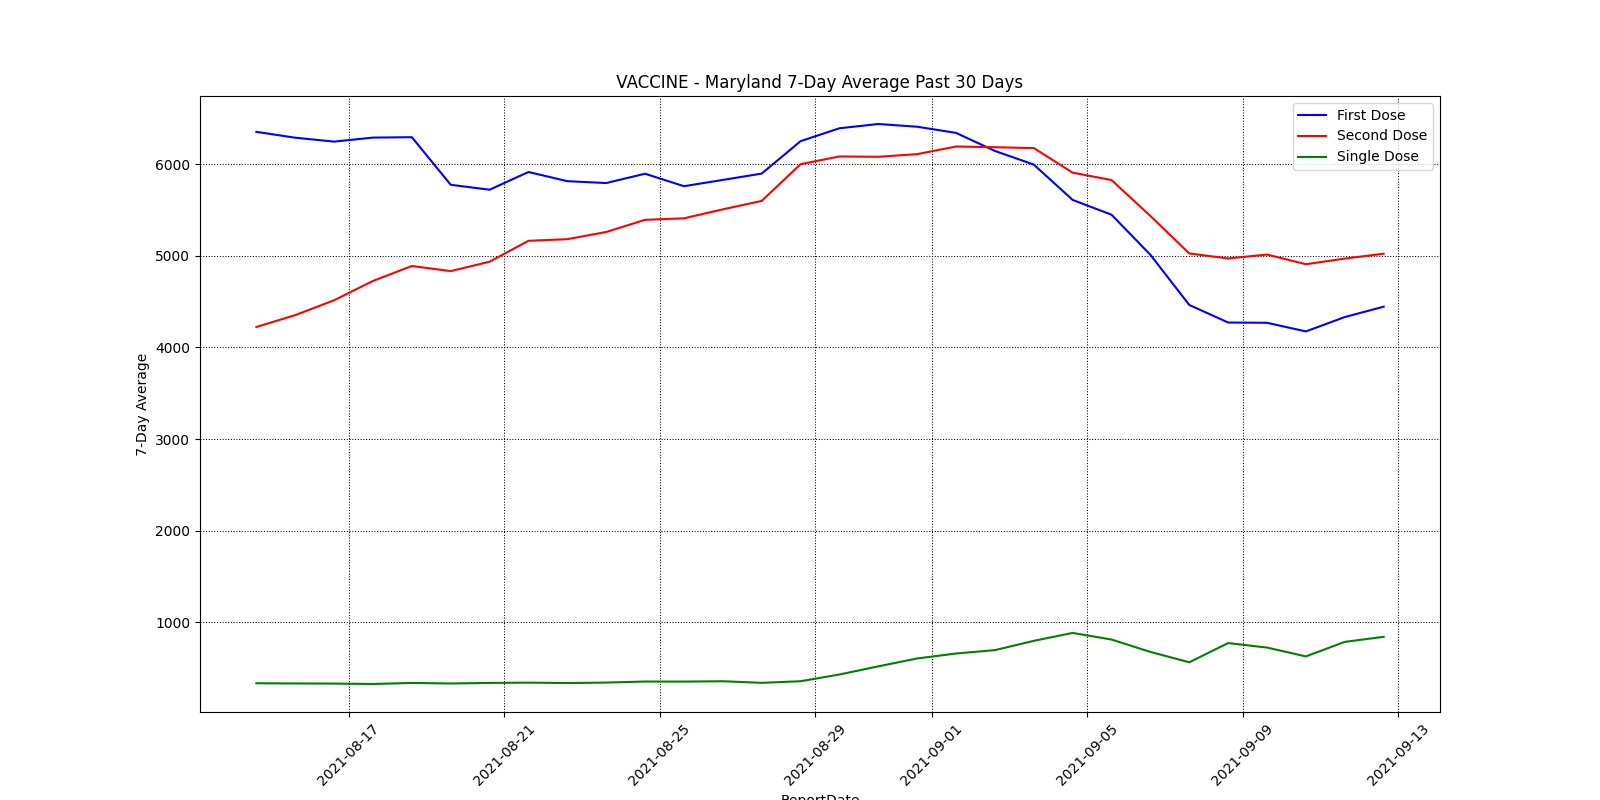 VACCINE - Maryland 7-Day Average Past 30 Days
First Dose
Second Dose
Single Dose
7-Day Average
6000
5000
4000
3000
2000
1000
2021-08-17
2021-08-21
2021-08-25
2021-08-29
2021-09-01
2021-09-05
2021-09-09
2021-09-13
ReportDate